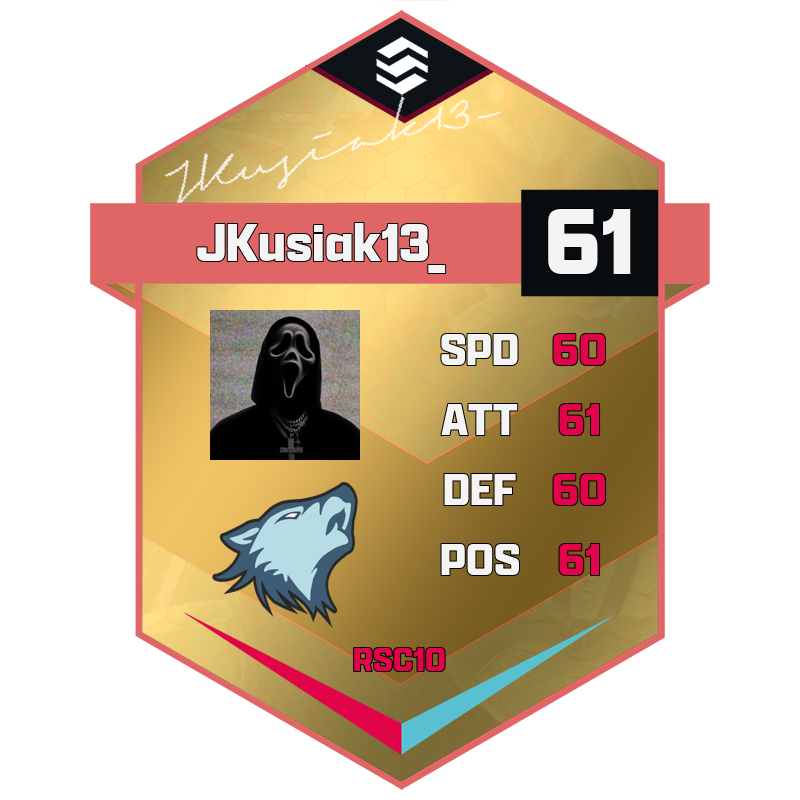 JKusiak13_
JKusiak13_ 61
SPD 60
ATT 61
DEF 60
POS 61
RSC10